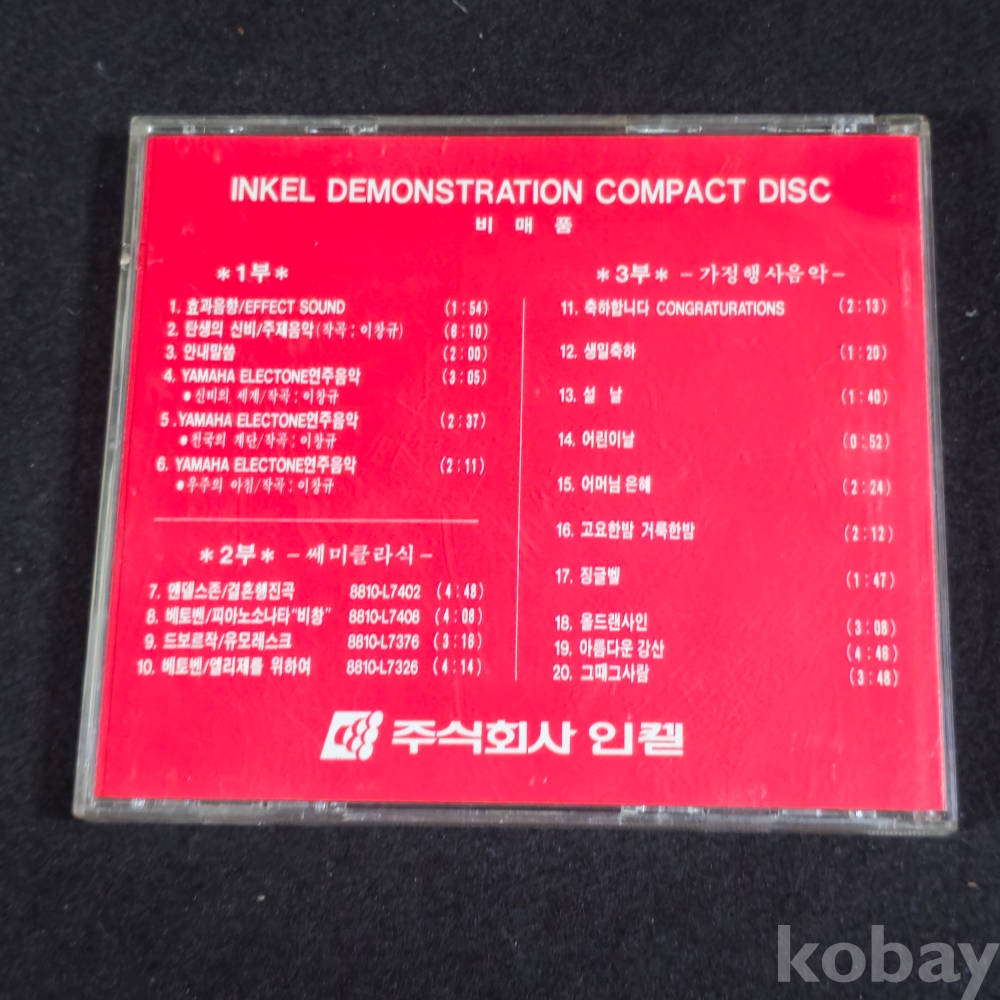 INKEL DEMONSTRATION COMPACT DISC
비 매 품
*1부*
1. 효과음향/EFFECT SOUND (1:54)
2. 탄생의 신비/주제음악(작곡 : 이창규) (6:10)
3. 안내말씀 (2:00)
4. YAMAHA ELECTONE연주음악 (3:05)
●신비의 세계/작곡 : 이창규
5. YAMAHA ELECTONE연주음악 (2:37)
●천국의 계단/작곡 : 이창규
6. YAMAHA ELECTONE연주음악 (2:11)
●우주의 아침/작곡 : 이창규
*2부* -쎄미클라식-
7. 멘델스존/결혼행진곡 8810-L7402 (4:48)
8. 베토벤/피아노소나타"비창" 8810-L7408 (4:08)
9. 드보르작/유모레스크 8810-L7376 (3:16)
10. 베토벤/엘리제를 위하여 8810-L7326 (4:14)
*3부* -가정행사음악-
11. 축하합니다 CONGRATURATIONS (2:13)
12. 생일축하 (1:20)
13. 설 날 (1:40)
14. 어린이날 (0:52)
15. 어머님 은혜 (2:24)
16. 고요한밤 거룩한밤 (2:12)
17. 징글벨 (1:47)
18. 올드랜사인 (3:08)
19. 아름다운 강산 (4:46)
20. 그때그사람 (3:48)
주식회사 인켈
kobay